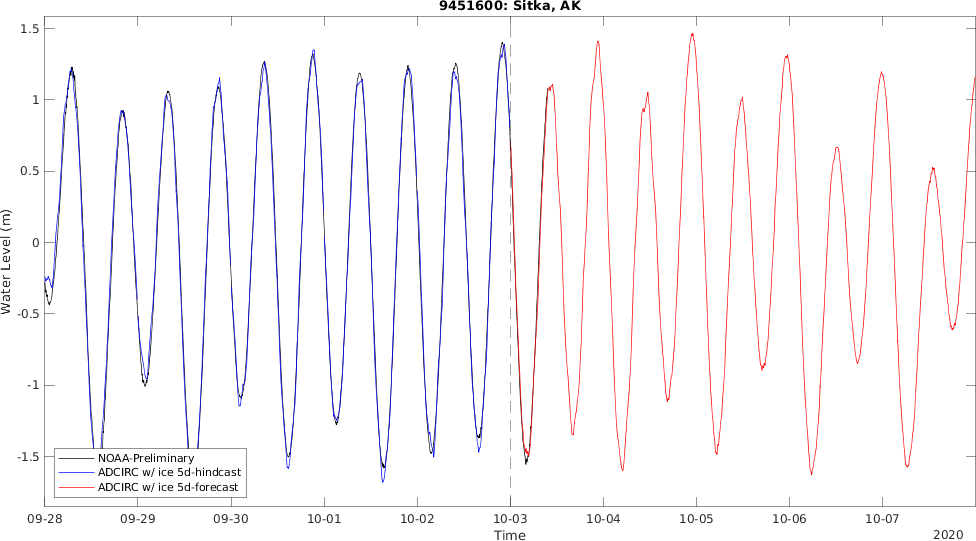 9451600: Sitka, AK
1.5
1
0.5
0
-0.5
-1
-1.5
Water Level (m)
NOAA-Preliminary
ADCIRC w/ ice 5d-hindcast
ADCIRC w/ ice 5d-forecast
09-28 09-29 09-30 10-01 10-02 10-03 10-04 10-05 10-06 10-07
Time
2020